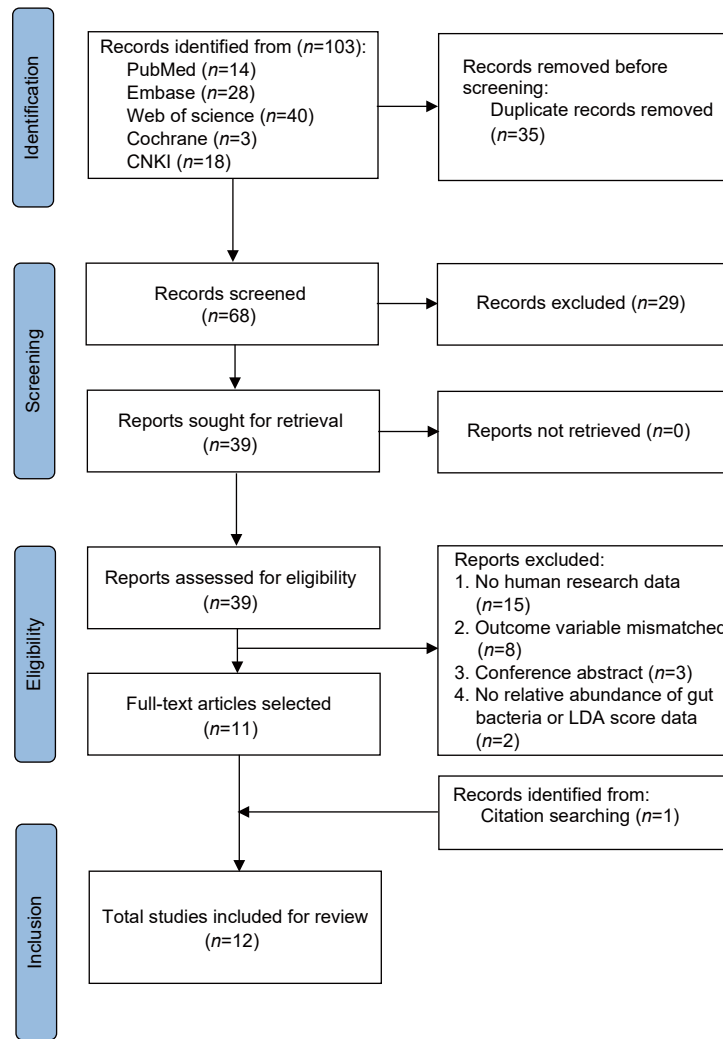 Identification
Records identified from (n=103):
PubMed (n=14)
Embase (n=28)
Web of science (n=40)
Cochrane (n=3)
CNKI (n=18)
Records removed before
screening:
Duplicate records removed
(n=35)
Screening
Records screened
(n=68)
Records excluded (n=29)
Reports sought for retrieval
(n=39)
Reports not retrieved (n=0)
Eligibility
Reports assessed for eligibility
(n=39)
Reports excluded:
1. No human research data
(n=15)
2. Outcome variable mismatched
(n=8)
3. Conference abstract (n=3)
4. No relative abundance of gut
bacteria or LDA score data
(n=2)
Full-text articles selected
(n=11)
Records identified from:
Citation searching (n=1)
Inclusion
Total studies included for review
(n=12)